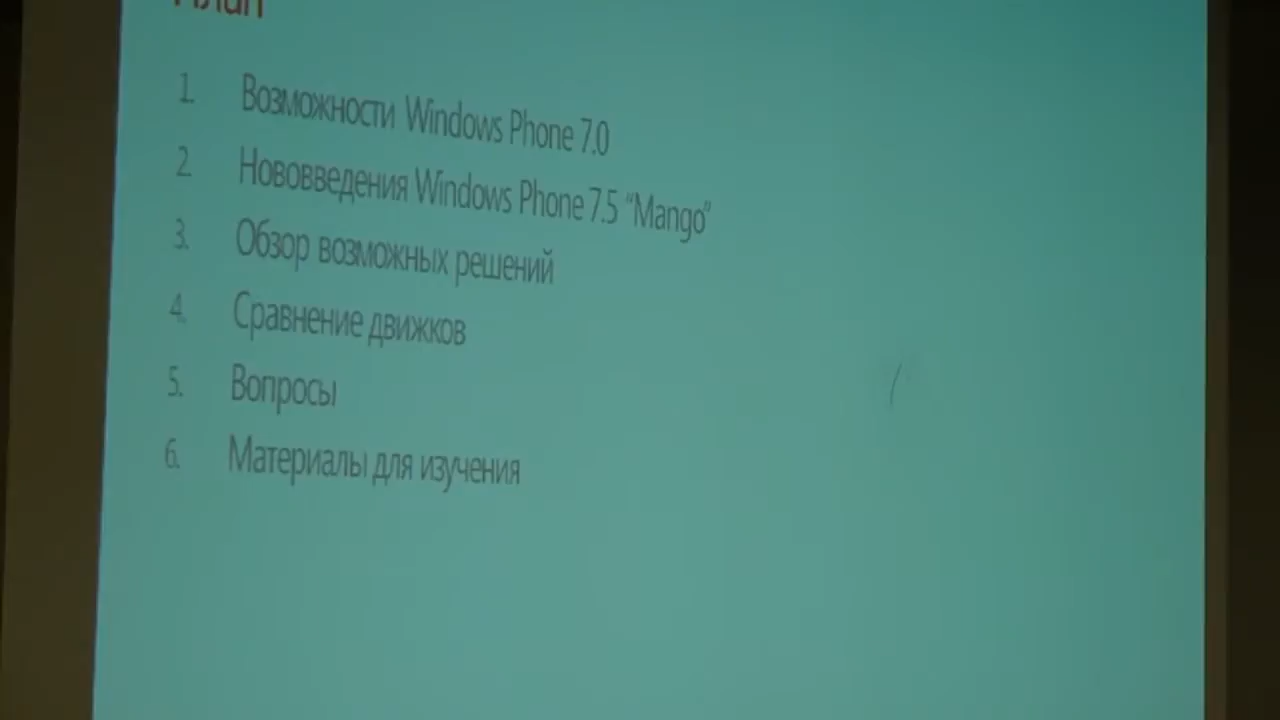 План
1. Возможности Windows Phone 7.0
2. Нововведения Windows Phone 7.5 “Mango”
3. Обзор возможных решений
4. Сравнение движков
5. Вопросы
6. Материалы для изучения